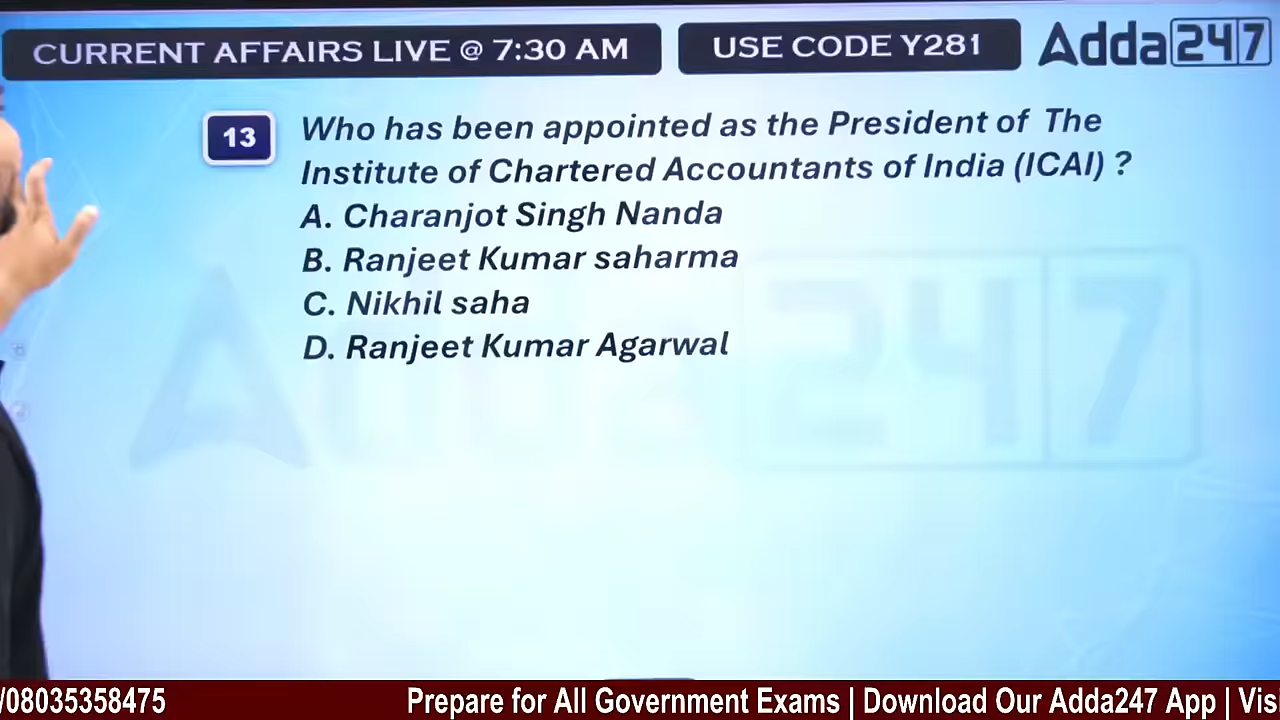 CURRENT AFFAIRS LIVE @ 7:30 AM
USE CODE Y281
Adda247
13
Who has been appointed as the President of The
Institute of Chartered Accountants of India (ICAI) ?
A. Charanjot Singh Nanda
B. Ranjeet Kumar saharma
C. Nikhil saha
D. Ranjeet Kumar Agarwal
Adda247
/08035358475
Prepare for All Government Exams | Download Our Adda247 App | Vis